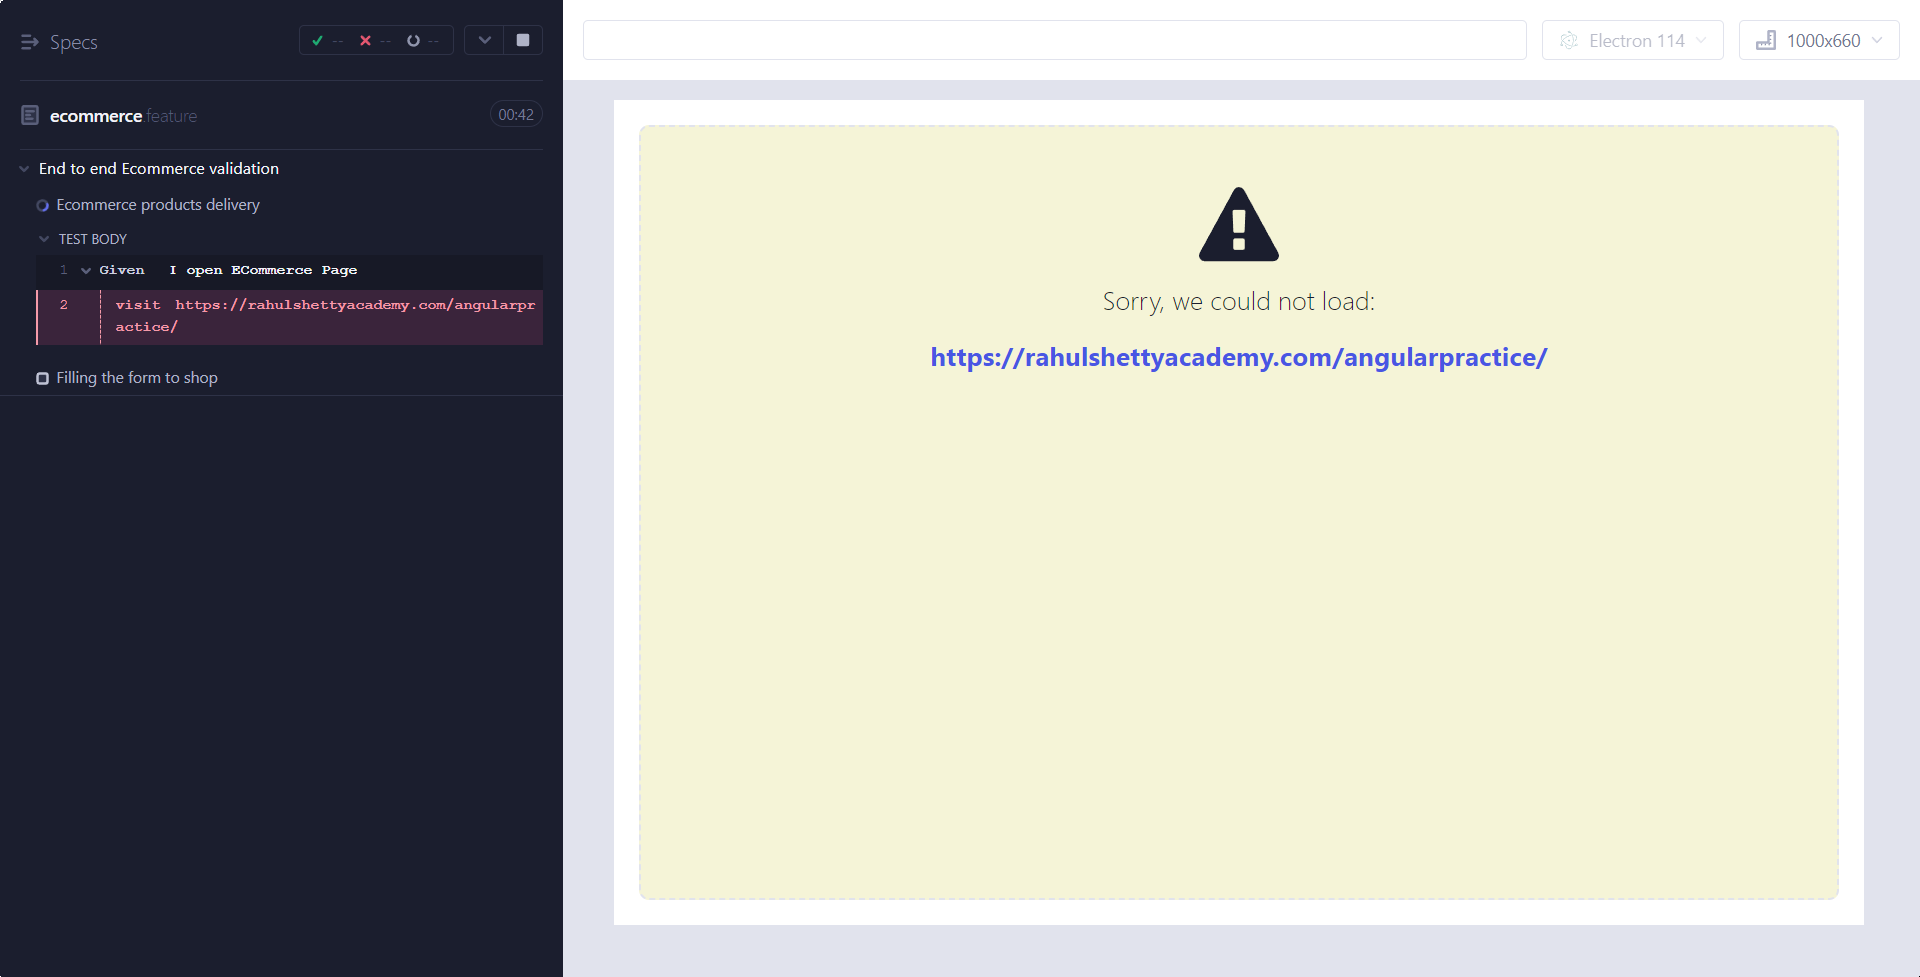 Specs
-- -- --
ecommerce.feature
00:42
End to end Ecommerce validation
Ecommerce products delivery
TEST BODY
1 Given I open ECommerce Page
2 visit https://rahulshettyacademy.com/angularpr
actice/
Filling the form to shop
Electron 114
1000x660
Sorry, we could not load:
https://rahulshettyacademy.com/angularpractice/